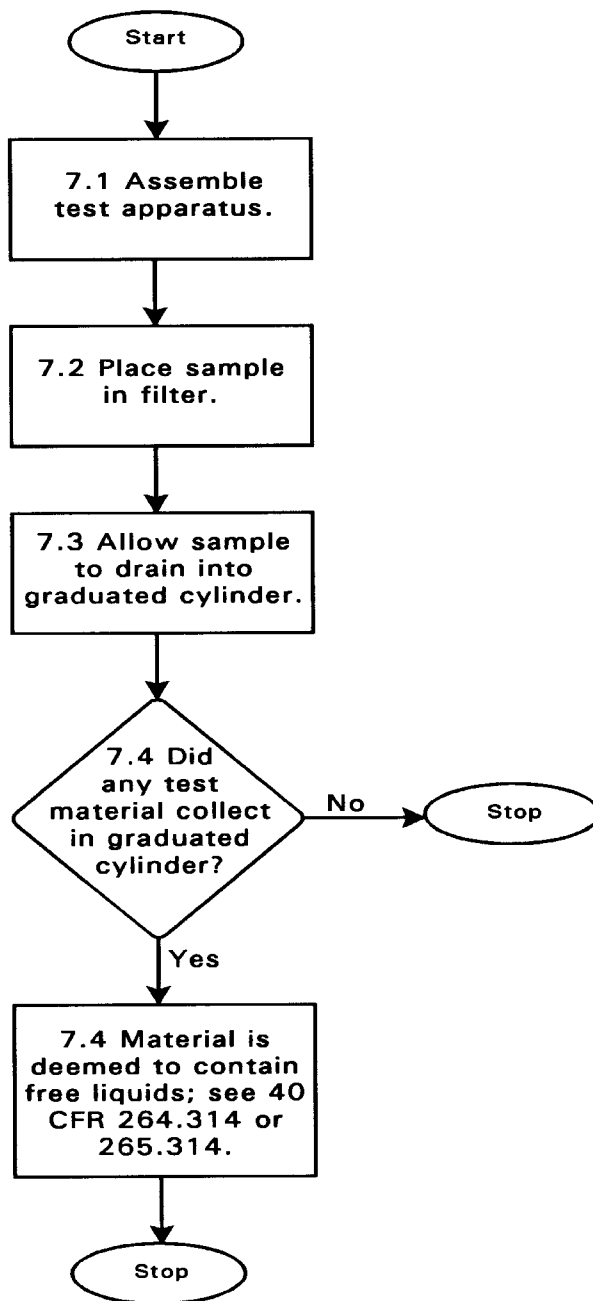 Start
7.1 Assemble
test apparatus.
7.2 Place sample
in filter.
7.3 Allow sample
to drain into
graduated cylinder.
7.4 Did
any test
material collect
in graduated
cylinder?
No
Stop
Yes
7.4 Material is
deemed to contain
free liquids; see 40
CFR 264.314 or
265.314.
Stop